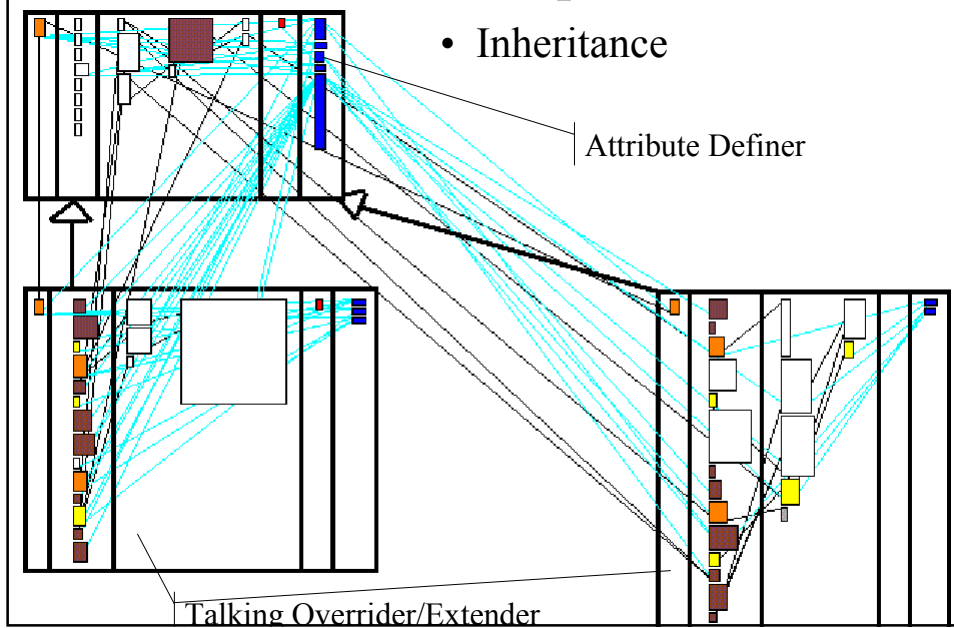 • Inheritance
Attribute Definer
Talking Overrider/Extender